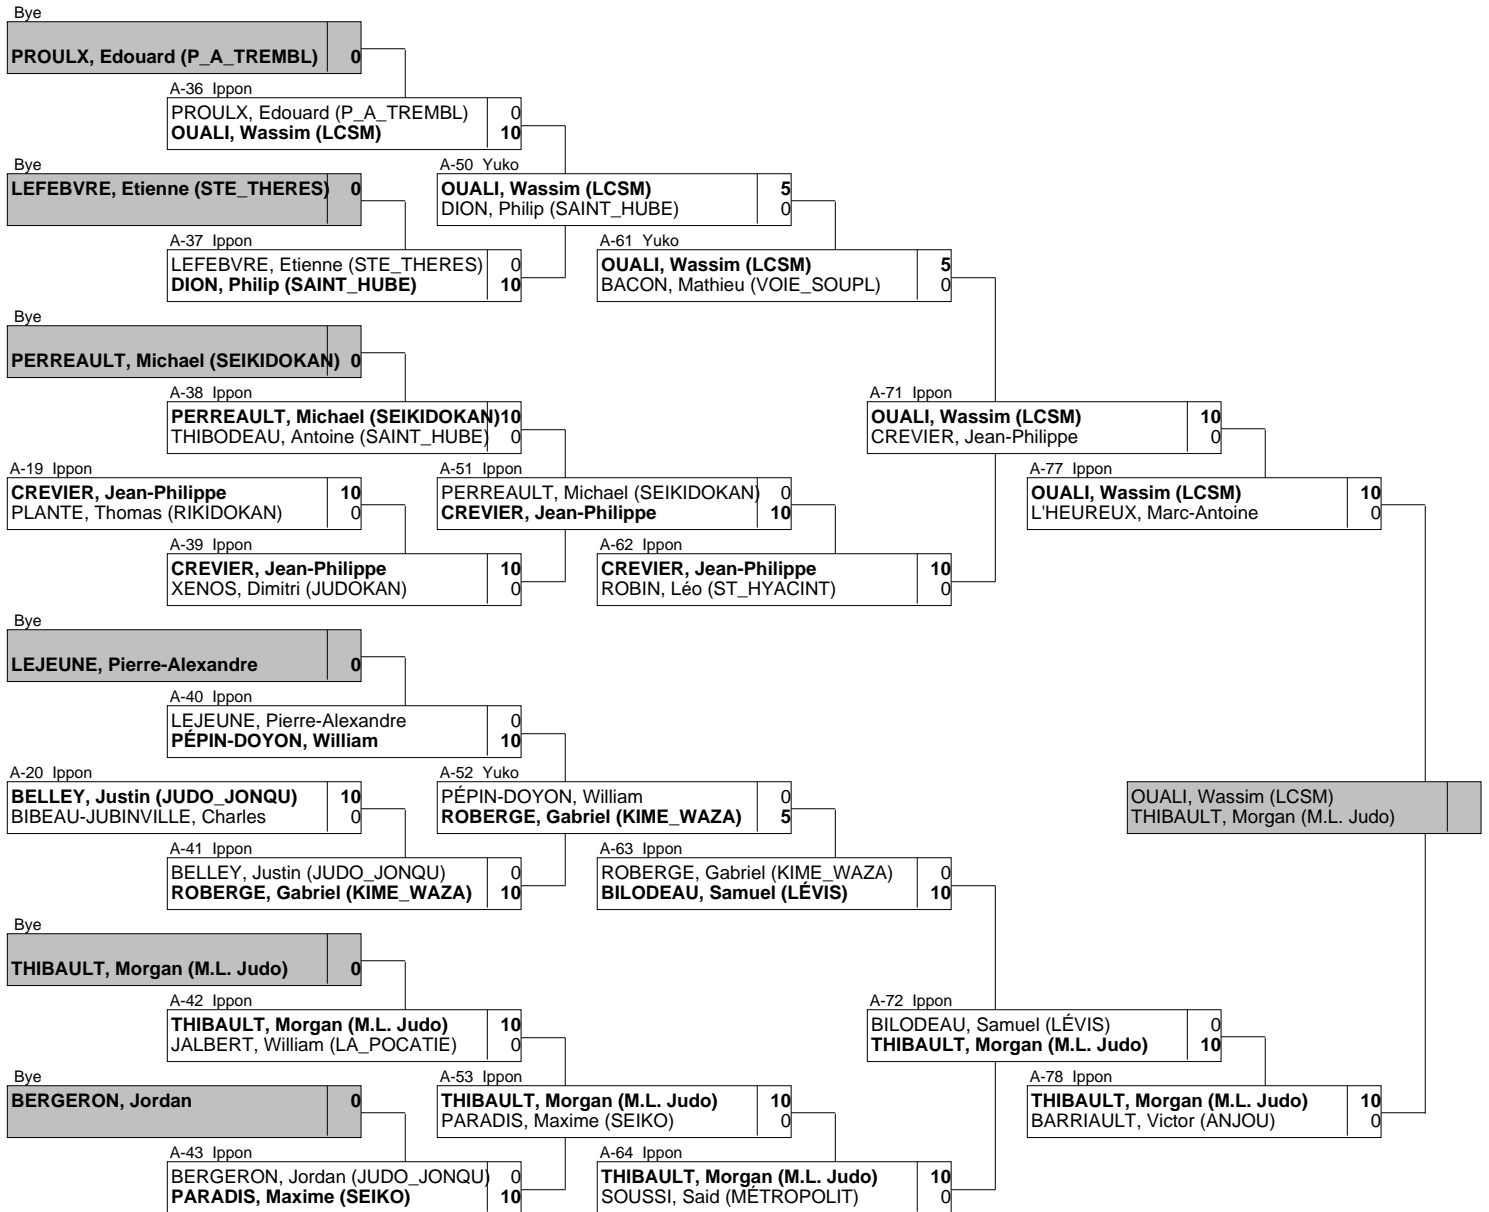 Bye
PROULX, Edouard (P_A_TREMBL) 0
A-36 Ippon
PROULX, Edouard (P_A_TREMBL) 0
OUALI, Wassim (LCSM) 10
Bye
LEFEBVRE, Etienne (STE_THERES) 0
A-50 Yuko
OUALI, Wassim (LCSM) 5
DION, Philip (SAINT_HUBE) 0
A-37 Ippon
LEFEBVRE, Etienne (STE_THERES) 0
DION, Philip (SAINT_HUBE) 10
A-61 Yuko
OUALI, Wassim (LCSM) 5
BACON, Mathieu (VOIE_SOUPL) 0
Bye
PERREAULT, Michael (SEIKIDOKAN) 0
A-38 Ippon
PERREAULT, Michael (SEIKIDOKAN) 10
THIBODEAU, Antoine (SAINT_HUBE) 0
A-71 Ippon
OUALI, Wassim (LCSM) 10
CREVIER, Jean-Philippe 0
A-19 Ippon
CREVIER, Jean-Philippe 10
PLANTE, Thomas (RIKIDOKAN) 0
A-51 Ippon
PERREAULT, Michael (SEIKIDOKAN) 0
CREVIER, Jean-Philippe 10
A-77 Ippon
OUALI, Wassim (LCSM) 10
L'HEUREUX, Marc-Antoine 0
A-39 Ippon
CREVIER, Jean-Philippe 10
XENOS, Dimitri (JUDOKAN) 0
A-62 Ippon
CREVIER, Jean-Philippe 10
ROBIN, Léo (ST_HYACINT) 0
Bye
LEJEUNE, Pierre-Alexandre 0
A-40 Ippon
LEJEUNE, Pierre-Alexandre 0
PÉPIN-DOYON, William 10
A-20 Ippon
BELLEY, Justin (JUDO_JONQU) 10
BIBEAU-JUBINVILLE, Charles 0
A-52 Yuko
PÉPIN-DOYON, William 0
ROBERGE, Gabriel (KIME_WAZA) 5
OUALI, Wassim (LCSM)
THIBAULT, Morgan (M.L. Judo)
A-41 Ippon
BELLEY, Justin (JUDO_JONQU) 0
ROBERGE, Gabriel (KIME_WAZA) 10
A-63 Ippon
ROBERGE, Gabriel (KIME_WAZA) 0
BILODEAU, Samuel (LÉVIS) 10
Bye
THIBAULT, Morgan (M.L. Judo) 0
A-42 Ippon
THIBAULT, Morgan (M.L. Judo) 10
JALBERT, William (LA_POCATIE) 0
A-72 Ippon
BILODEAU, Samuel (LÉVIS) 0
THIBAULT, Morgan (M.L. Judo) 10
Bye
BERGERON, Jordan 0
A-53 Ippon
THIBAULT, Morgan (M.L. Judo) 10
PARADIS, Maxime (SEIKO) 0
A-78 Ippon
THIBAULT, Morgan (M.L. Judo) 10
BARRIAULT, Victor (ANJOU) 0
A-43 Ippon
BERGERON, Jordan (JUDO_JONQU) 0
PARADIS, Maxime (SEIKO) 10
A-64 Ippon
THIBAULT, Morgan (M.L. Judo) 10
SOUSSI, Said (MÉTROPOLIT) 0